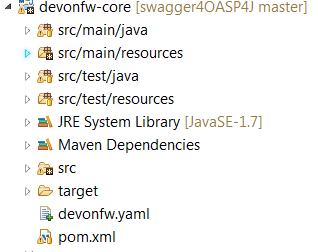 devonfw-core [swagger4OASP4J master]
src/main/java
src/main/resources
src/test/java
src/test/resources
JRE System Library [JavaSE-1.7]
Maven Dependencies
src
target
devonfw.yaml
pom.xml